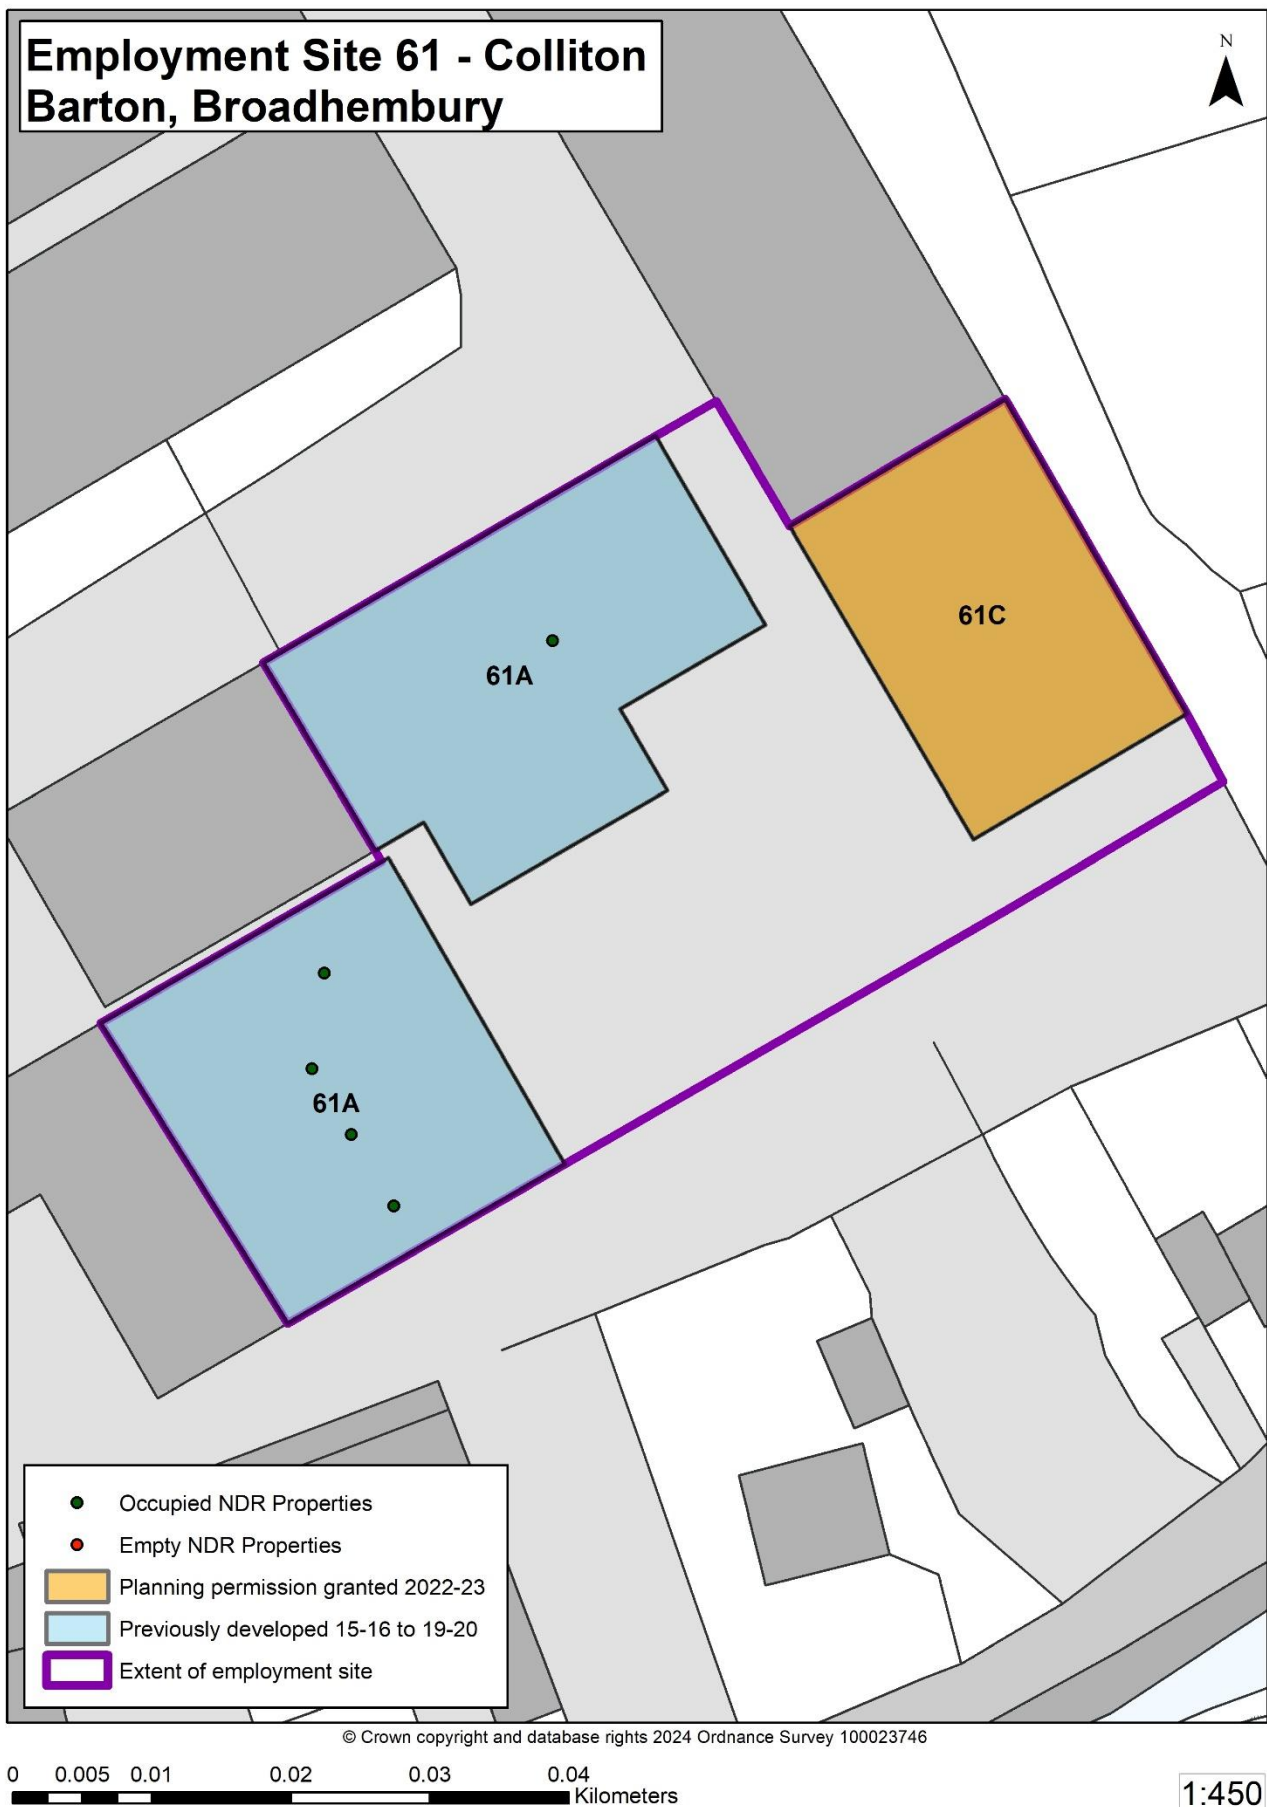 Employment Site 61 - Colliton
Barton, Broadhembury
N
61C
61A
61A
Occupied NDR Properties
Empty NDR Properties
Planning permission granted 2022-23
Previously developed 15-16 to 19-20
Extent of employment site
© Crown copyright and database rights 2024 Ordnance Survey 100023746
0 0.005 0.01 0.02 0.03 0.04
Kilometers
1:450